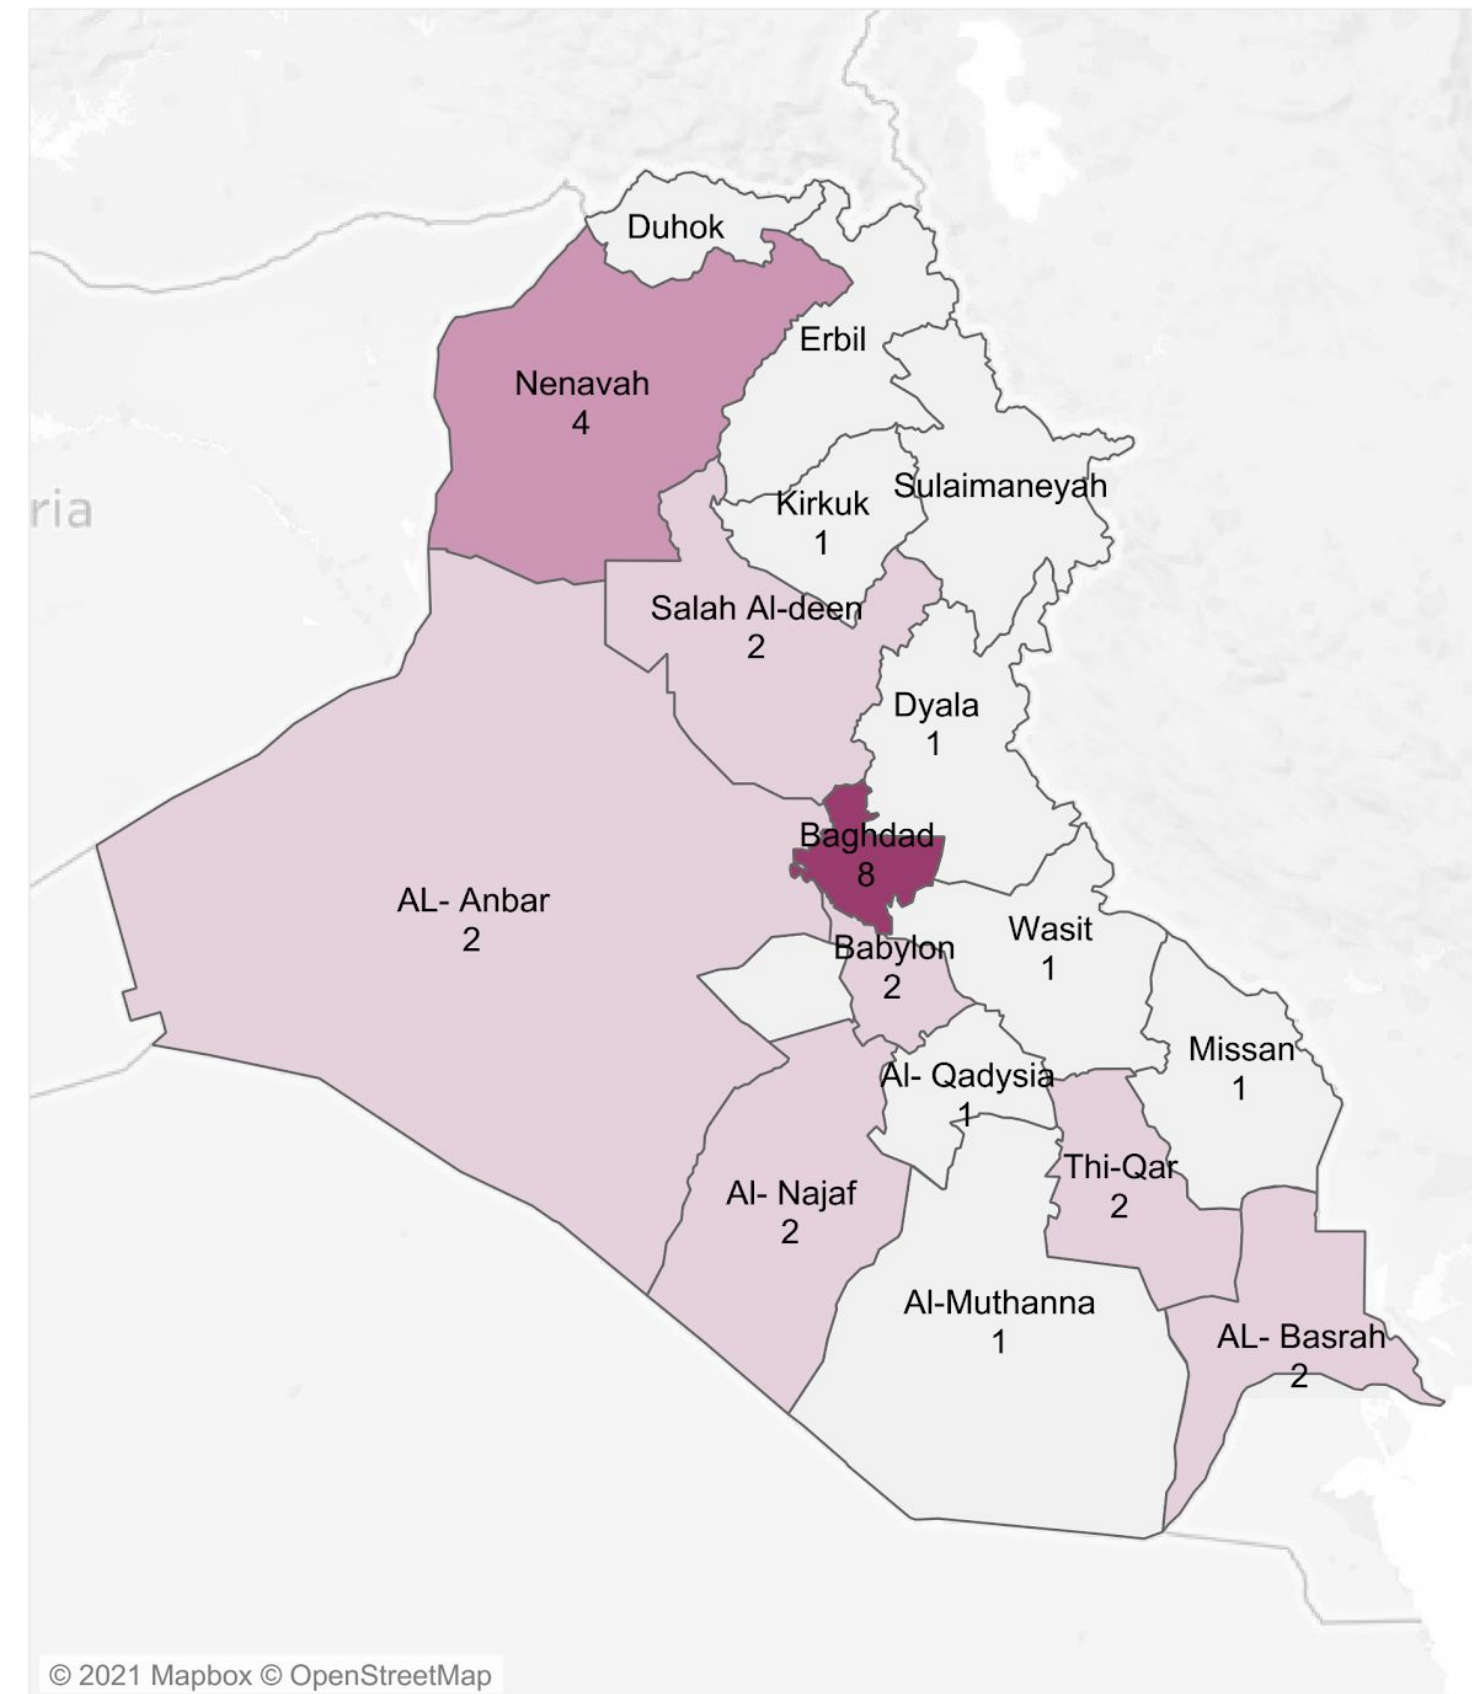 Duhok
Erbil
Nenavah
4
Sulaimaneyah
Kirkuk
1
ria
Salah Al-deen
2
Dyala
1
Baghdad
8
AL- Anbar
2
Wasit
1
Babylon
2
Missan
1
Al- Qadysia
1
Thi-Qar
2
Al- Najaf
2
Al-Muthanna
1
AL- Basrah
2
© 2021 Mapbox © OpenStreetMap